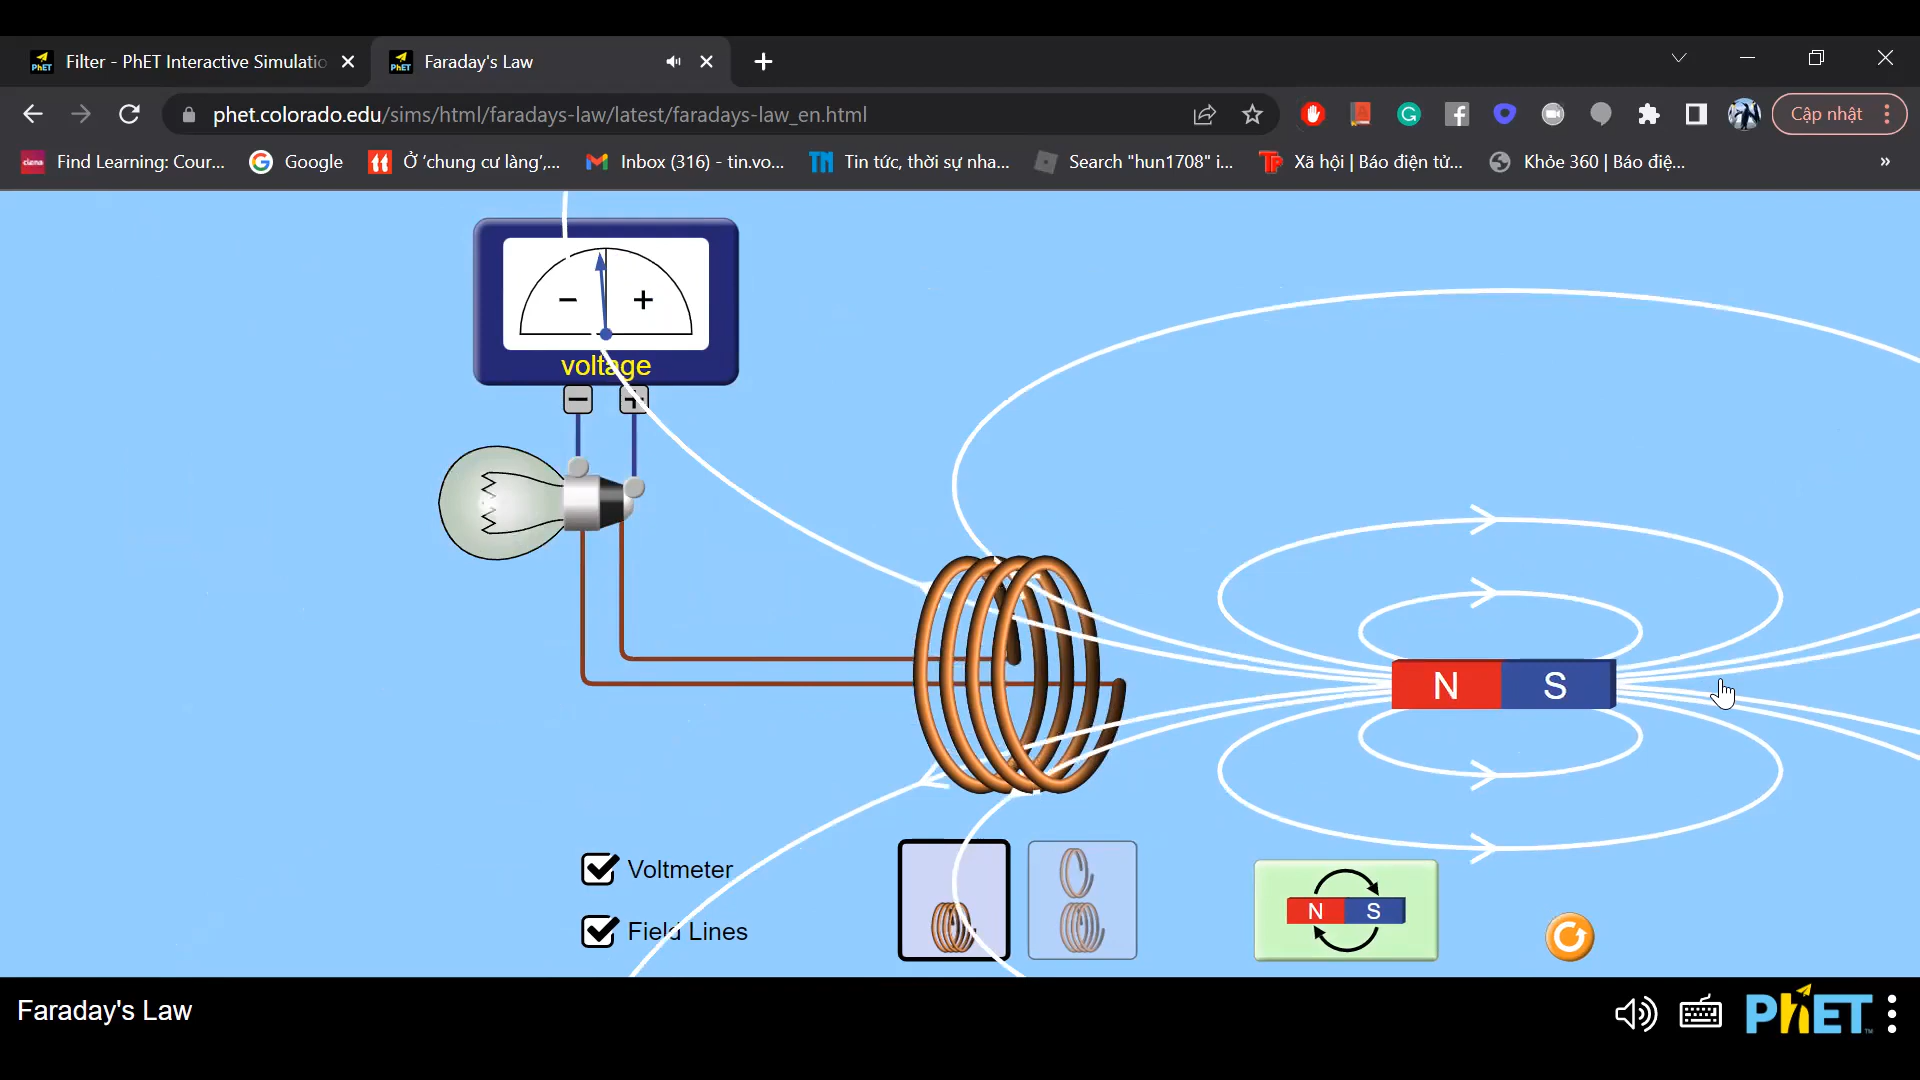 Filter - PhET Interactive Simulatio
Faraday's Law
phet.colorado.edu/sims/html/faradays-law/latest/faradays-law_en.html
Cập nhật
Find Learning: Cour...
Google
Ở ‘chung cư làng’,...
Inbox (316) - tin.vo...
Tin tức, thời sự nha...
Search "hun1708" i...
Xã hội | Báo điện tử...
Khỏe 360 | Báo điệ...
»
− +
voltage
− +
N S
Voltmeter
Field Lines
N S
Faraday's Law
PhET